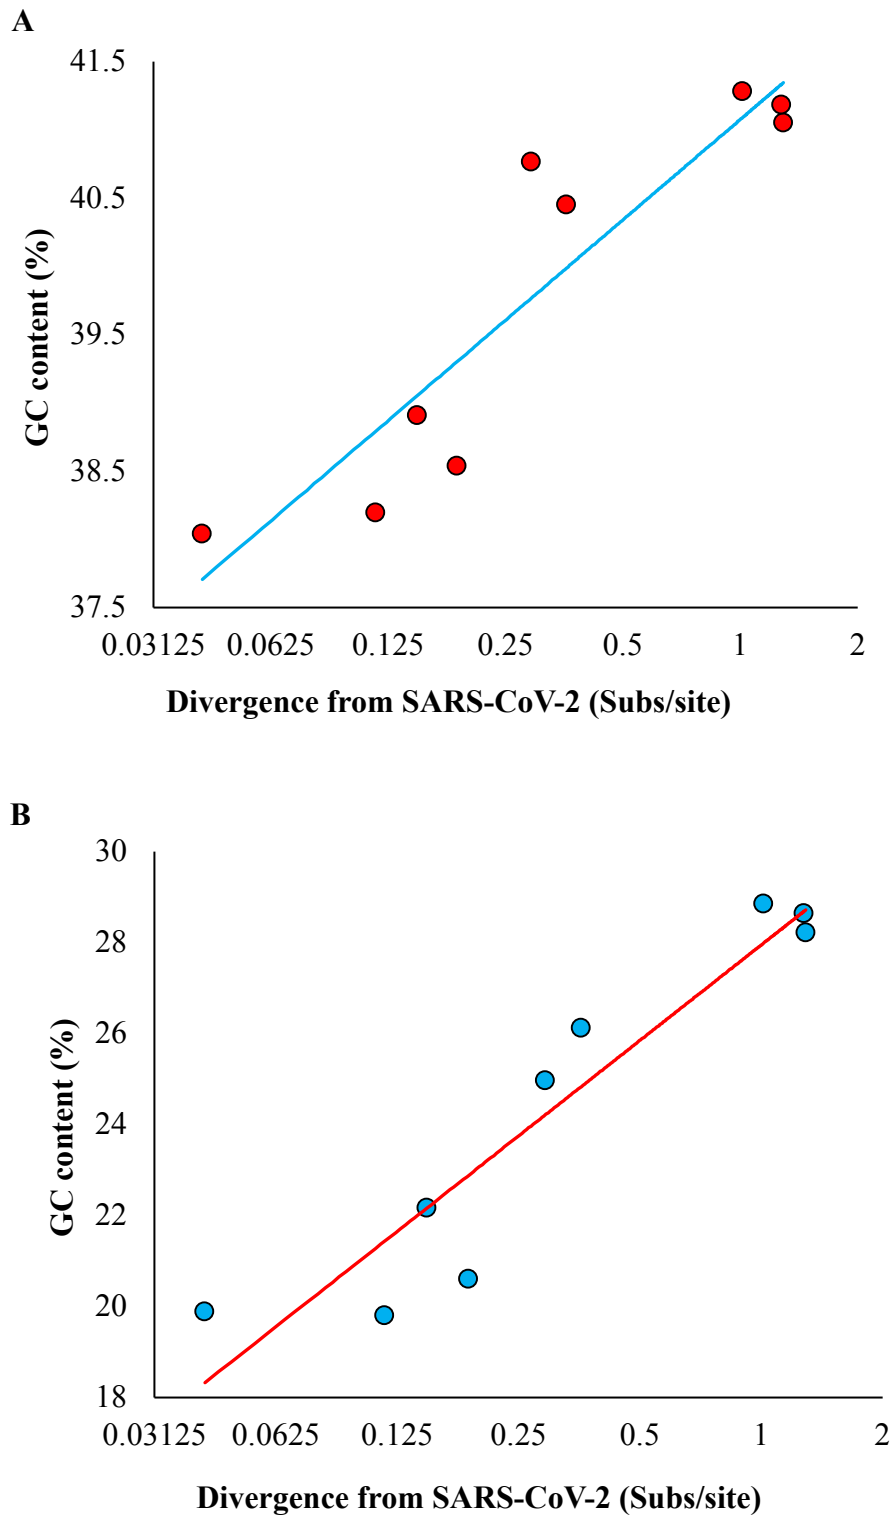 A
41.5
40.5
39.5
38.5
37.5
GC content (%)
0.03125 0.0625 0.125 0.25 0.5 1 2
Divergence from SARS-CoV-2 (Subs/site)
B
30
28
26
24
22
20
18
GC content (%)
0.03125 0.0625 0.125 0.25 0.5 1 2
Divergence from SARS-CoV-2 (Subs/site)